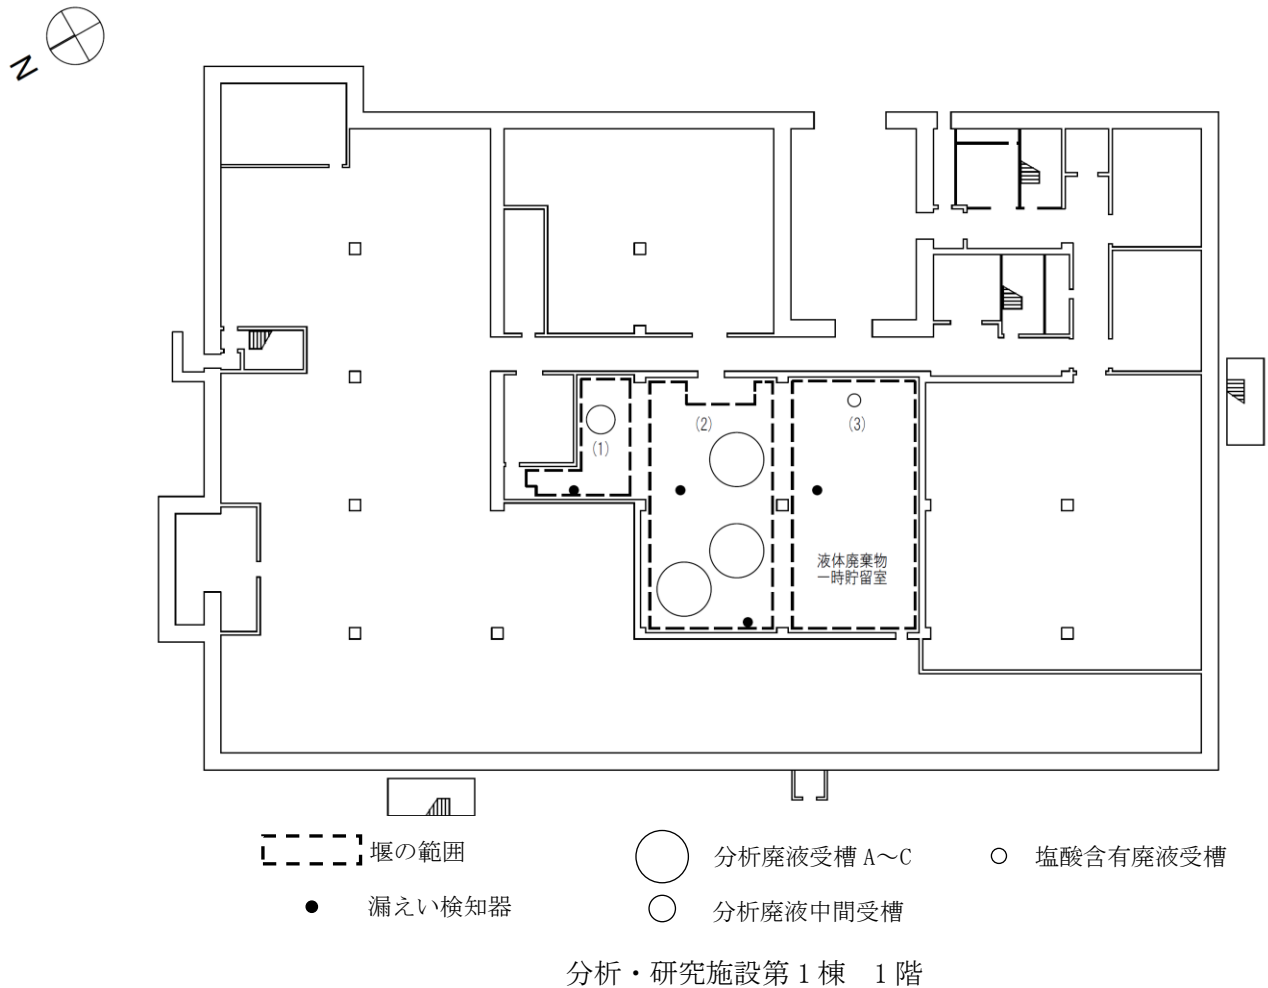 N
(1)
(2)
(3)
液体廃棄物
一時貯留室
堰の範囲
分析廃液受槽 A~C
塩酸含有廃液受槽
漏えい検知器
分析廃液中間受槽
分析・研究施設第1棟 1階